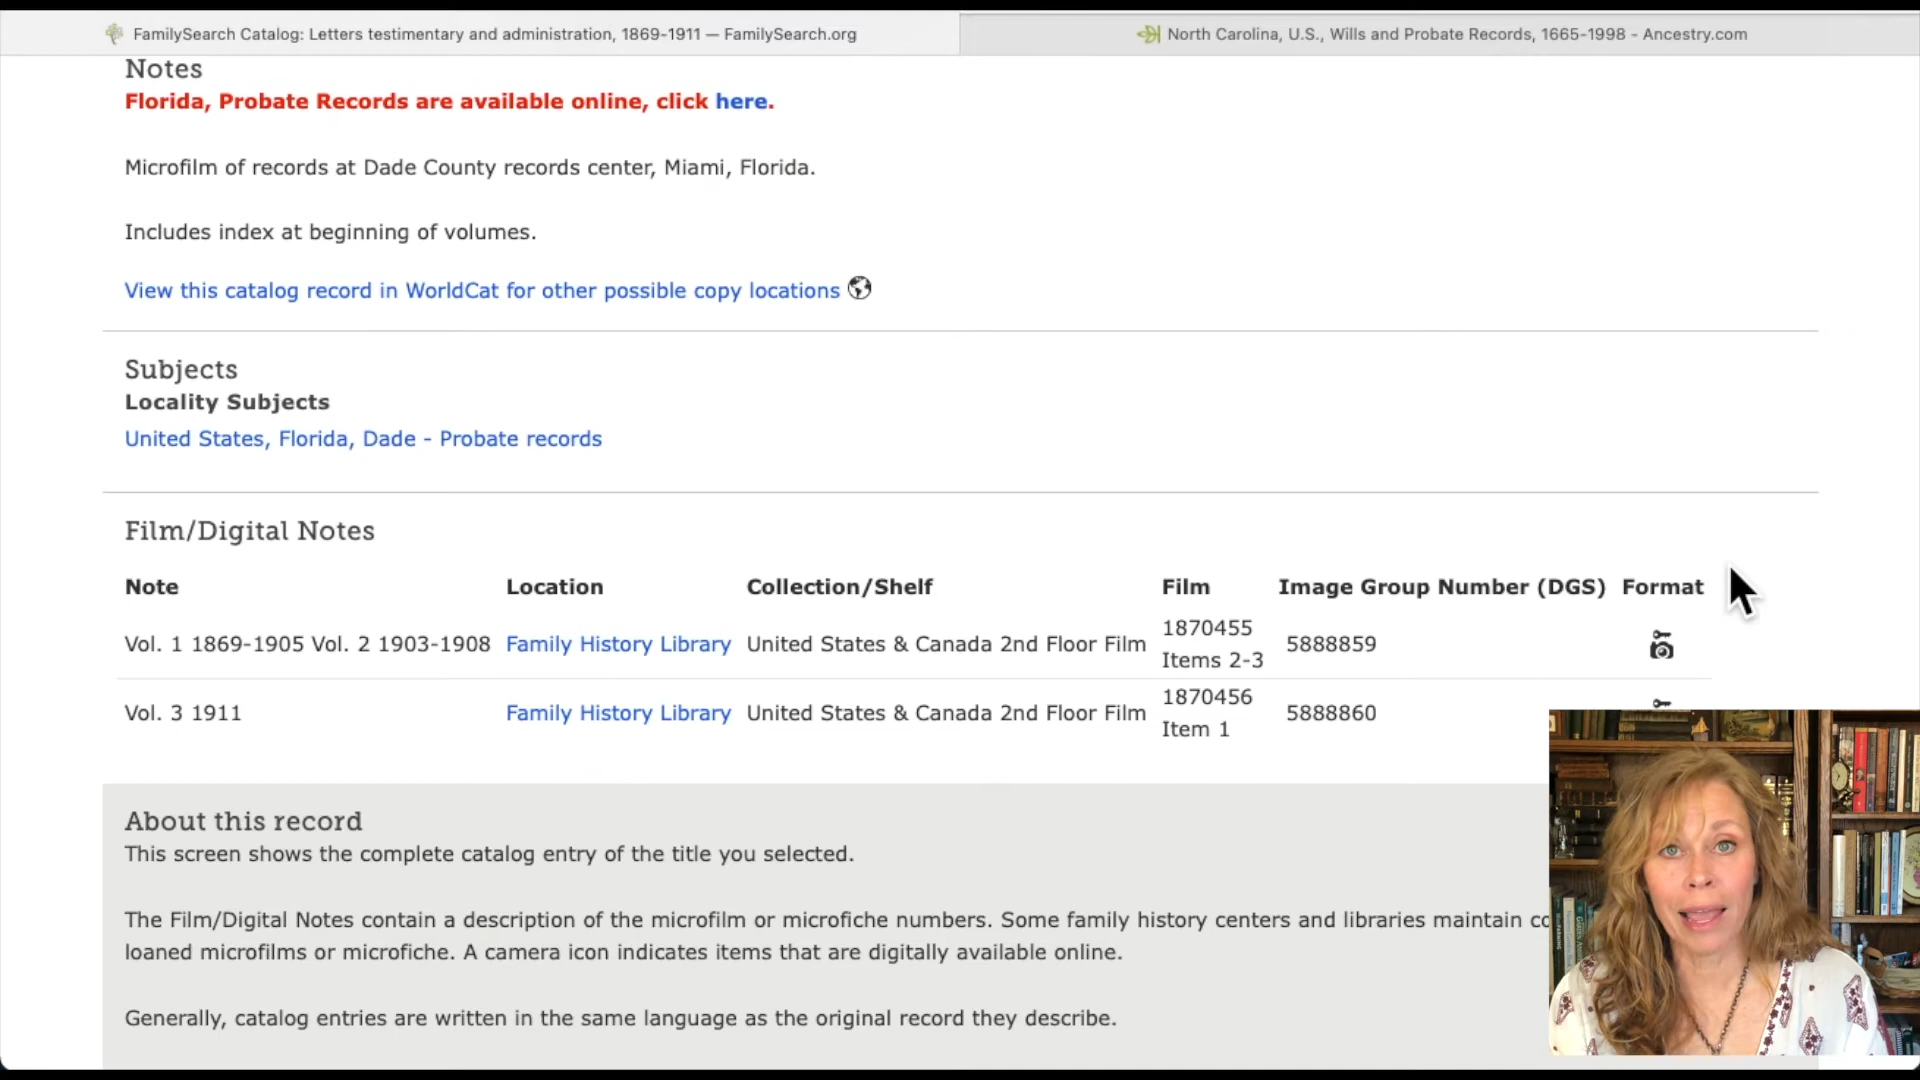 FamilySearch Catalog: Letters testimentary and administration, 1869-1911 — FamilySearch.org
North Carolina, U.S., Wills and Probate Records, 1665-1998 - Ancestry.com
Notes
Florida, Probate Records are available online, click here.
Microfilm of records at Dade County records center, Miami, Florida.
Includes index at beginning of volumes.
View this catalog record in WorldCat for other possible copy locations
Subjects
Locality Subjects
United States, Florida, Dade - Probate records
Film/Digital Notes
Note Location Collection/Shelf Film Image Group Number (DGS) Format
Vol. 1 1869-1905 Vol. 2 1903-1908 Family History Library United States & Canada 2nd Floor Film 1870455 Items 2-3 5888859
Vol. 3 1911 Family History Library United States & Canada 2nd Floor Film 1870456 Item 1 5888860
About this record
This screen shows the complete catalog entry of the title you selected.
The Film/Digital Notes contain a description of the microfilm or microfiche numbers. Some family history centers and libraries maintain
loaned microfilms or microfiche. A camera icon indicates items that are digitally available online.
Generally, catalog entries are written in the same language as the original record they describe.